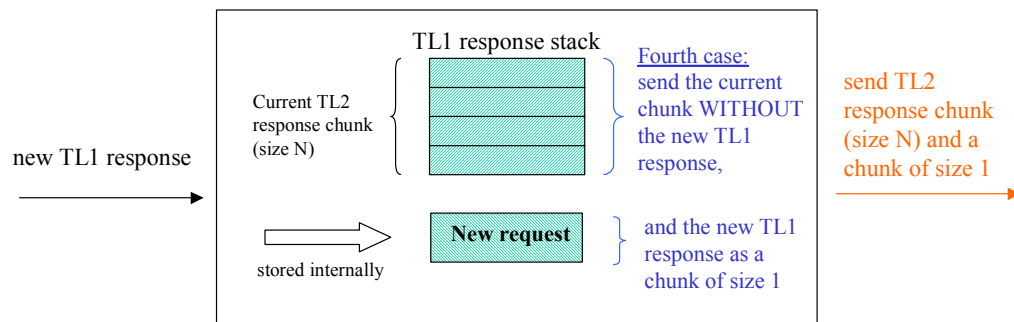 TL1 response stack
Current TL2
response chunk
(size N)
Fourth case:
send the current
chunk WITHOUT
the new TL1
response,
send TL2
response chunk
(size N) and a
chunk of size 1
new TL1 response
stored internally
New request
and the new TL1
response as a
chunk of size 1